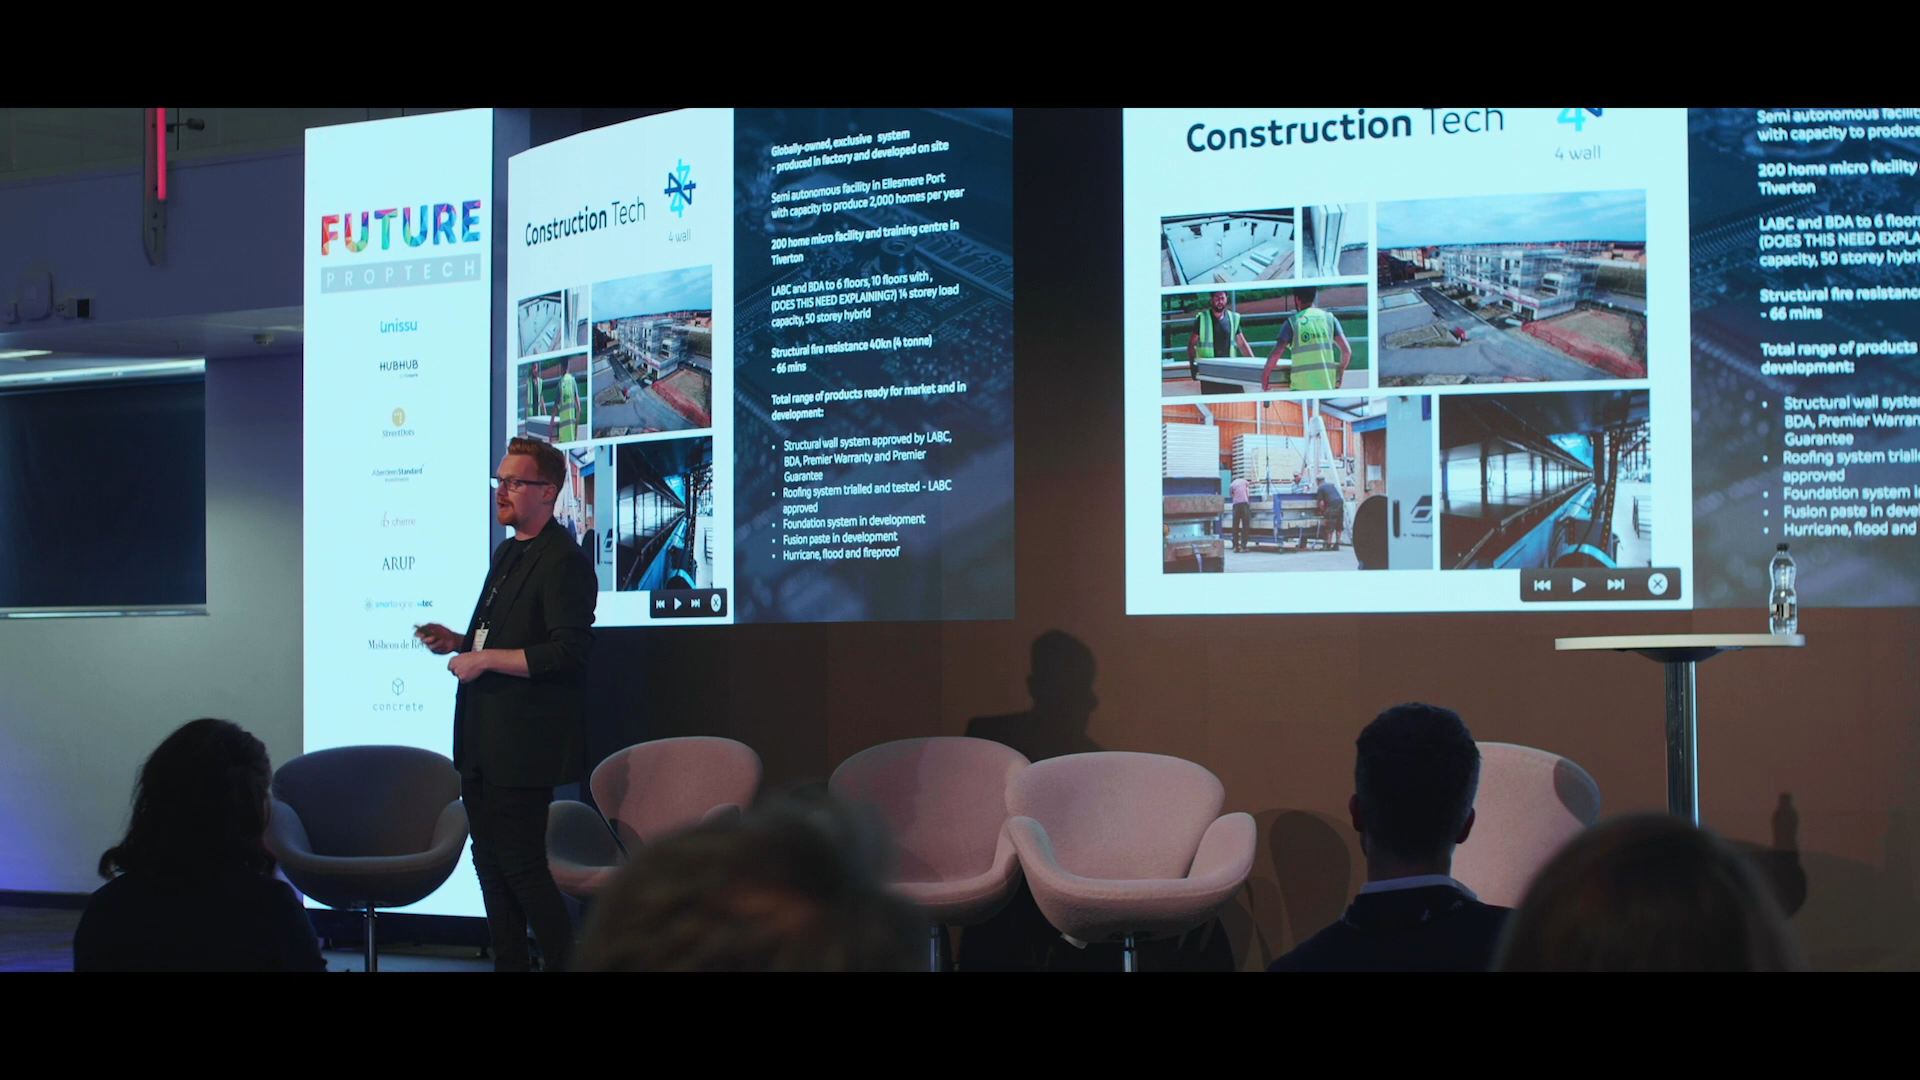 FUTURE
PROPTECH
unissu
HUBHUB
StreetDots
AberdeenStandard
cherre
ARUP
Mishcon de Re
concrete
Construction Tech
4 wall
Globally-owned, exclusive system
- produced in factory and developed on site
Semi autonomous facility in Ellesmere Port
with capacity to produce 2,000 homes per year
200 home micro facility and training centre in
Tiverton
LABC and BDA to 6 floors, 10 floors with ,
(DOES THIS NEED EXPLAINING?) 14 storey load
capacity, 50 storey hybrid
Structural fire resistance 40kn (4 tonne)
- 66 mins
Total range of products ready for market and in
development:
• Structural wall system approved by LABC,
BDA, Premier Warranty and Premier
Guarantee
• Roofing system trialled and tested - LABC
approved
• Foundation system in development
• Fusion paste in development
• Hurricane, flood and fireproof
Construction Tech
4 wall
Semi autonomous facilit
with capacity to produce
200 home micro facility
Tiverton
LABC and BDA to 6 floors
(DOES THIS NEED EXPLA
capacity, 50 storey hybri
Structural fire resistanc
- 66 mins
Total range of products
development:
• Structural wall syste
BDA, Premier Warran
Guarantee
• Roofing system trialle
approved
• Foundation system i
• Fusion paste in devel
• Hurricane, flood and